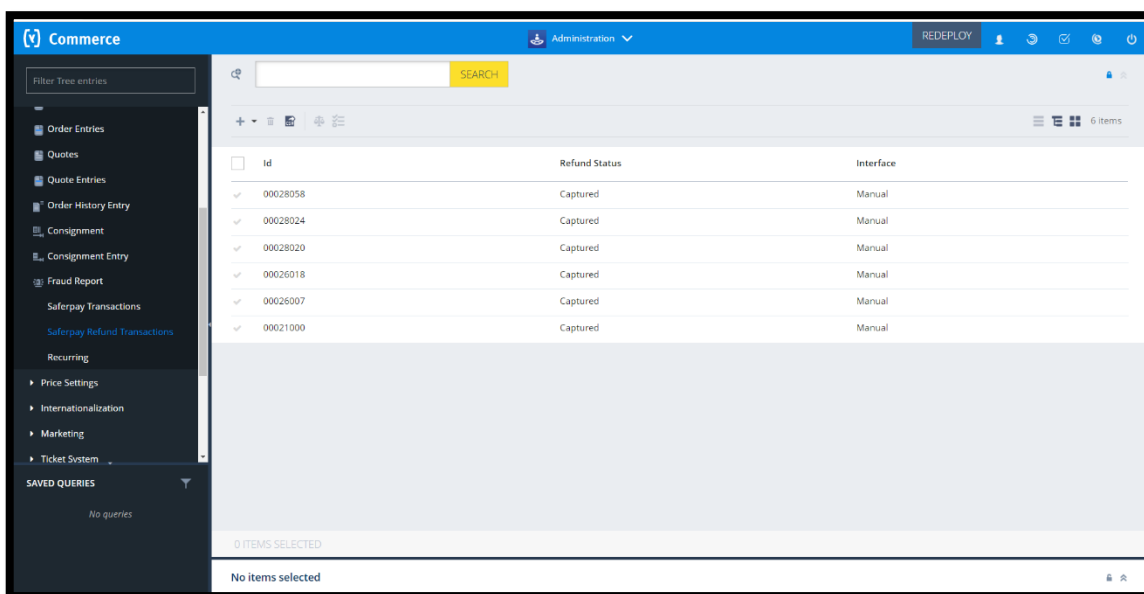 (Y) Commerce
Administration
REDEPLOY
Filter Tree entries
Order Entries
Quotes
Quote Entries
Order History Entry
Consignment
Consignment Entry
Fraud Report
Saferpay Transactions
Saferpay Refund Transactions
Recurring
Price Settings
Internationalization
Marketing
Ticket System
SAVED QUERIES
No queries
SEARCH
6 items
Id Refund Status Interface
00028058 Captured Manual
00028024 Captured Manual
00028020 Captured Manual
00026018 Captured Manual
00026007 Captured Manual
00021000 Captured Manual
0 ITEMS SELECTED
No items selected